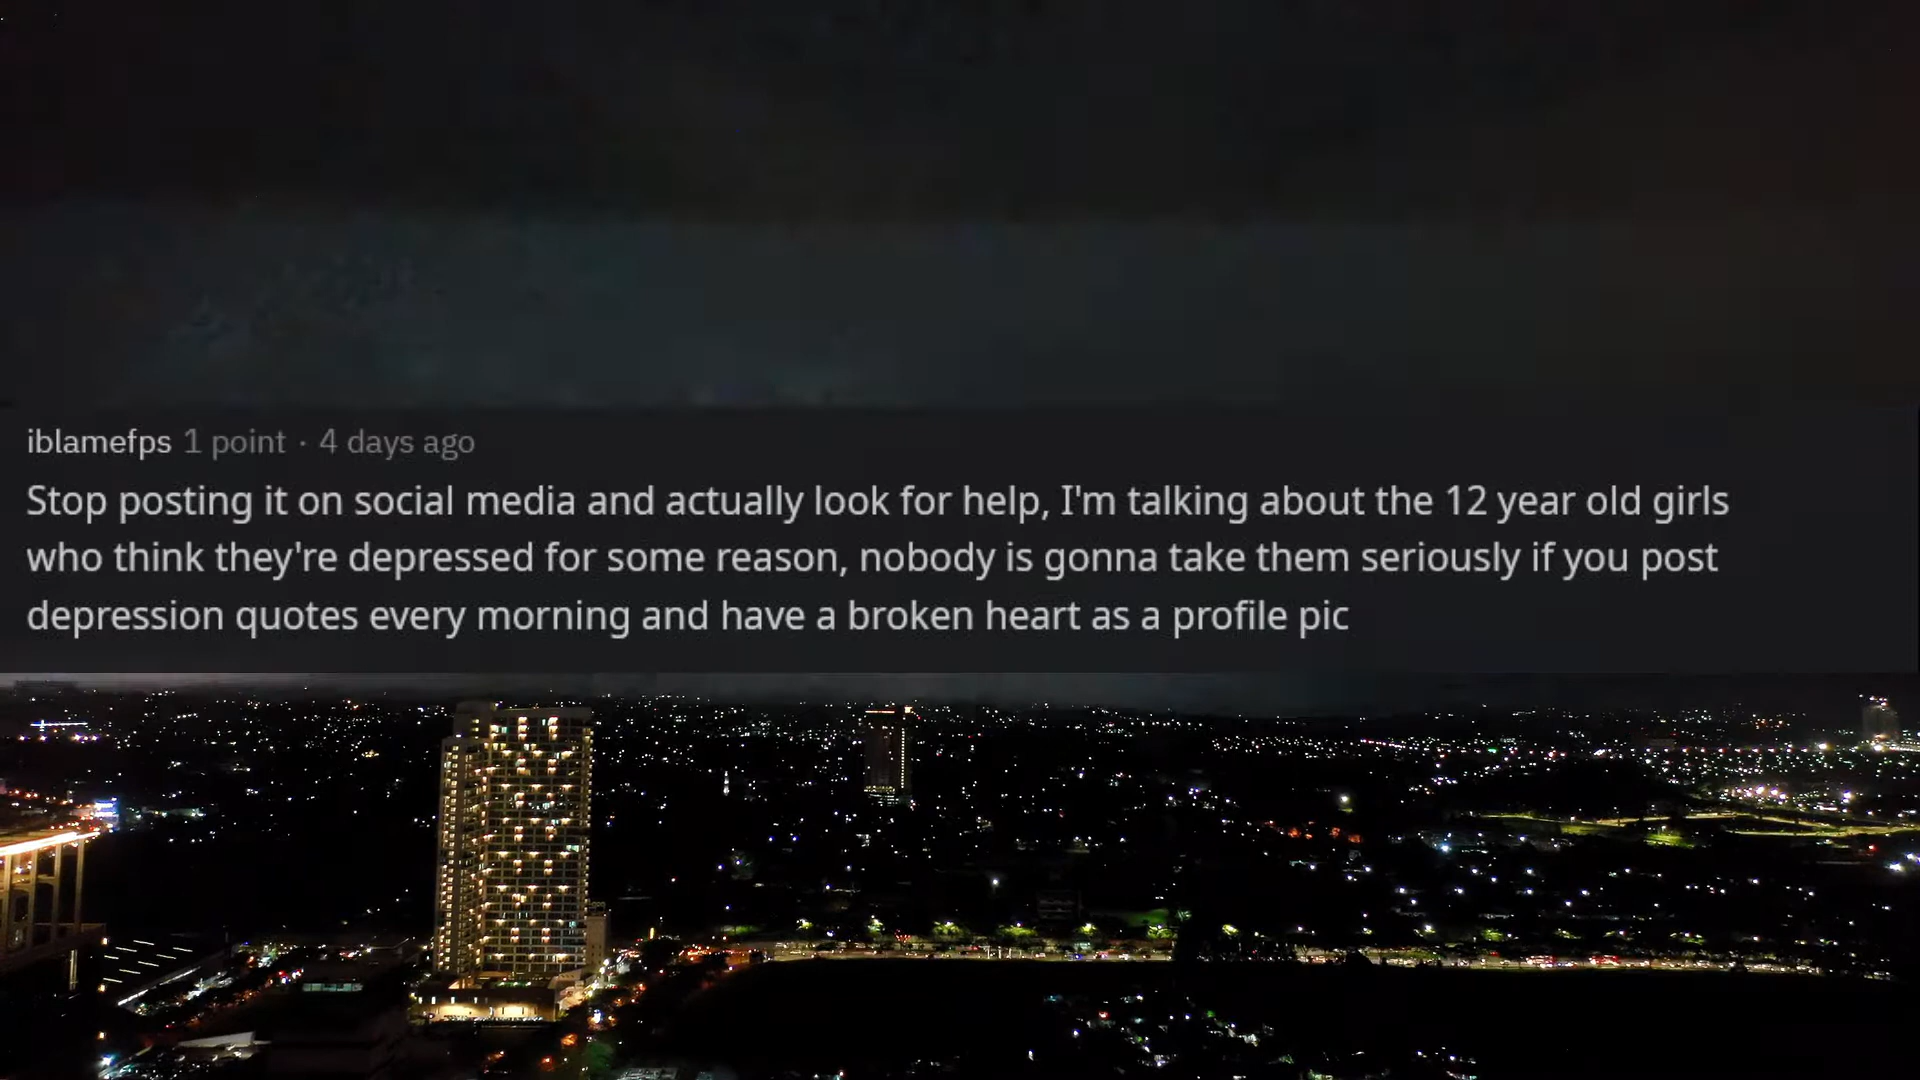 iblamefps 1 point · 4 days ago
Stop posting it on social media and actually look for help, I'm talking about the 12 year old girls
who think they're depressed for some reason, nobody is gonna take them seriously if you post
depression quotes every morning and have a broken heart as a profile pic